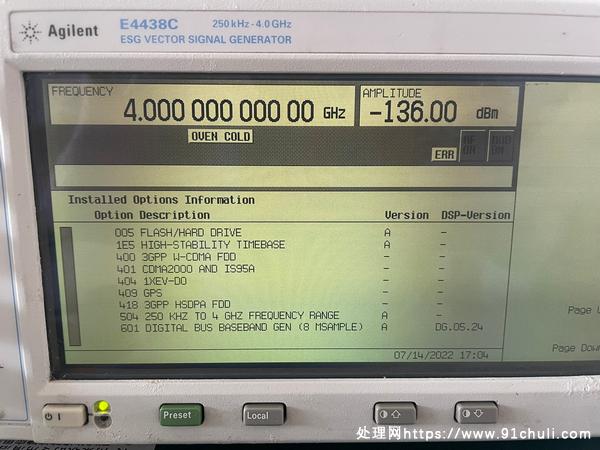 Agilent
E4438C 250 kHz - 4.0 GHz
ESG VECTOR SIGNAL GENERATOR
FREQUENCY AMPLITUDE
4.000 000 000 00 GHz -136.00 dBm
OVEN COLD
ERR
Installed Options Information
Option Description Version DSP-Version
005 FLASH/HARD DRIVE A -
1E5 HIGH-STABILITY TIMEBASE A -
400 3GPP W-CDMA FDD - -
401 CDMA2000 AND IS95A - -
404 1XEV-DO - -
409 GPS - -
418 3GPP HSDPA FDD - -
504 250 KHZ TO 4 GHZ FREQUENCY RANGE A -
601 DIGITAL BUS BASEBAND GEN (8 MSAMPLE) A DG.05.24
Page
Page Down
07/14/2022 17:04
Preset
Local
处理网https://www.91chuli.com/